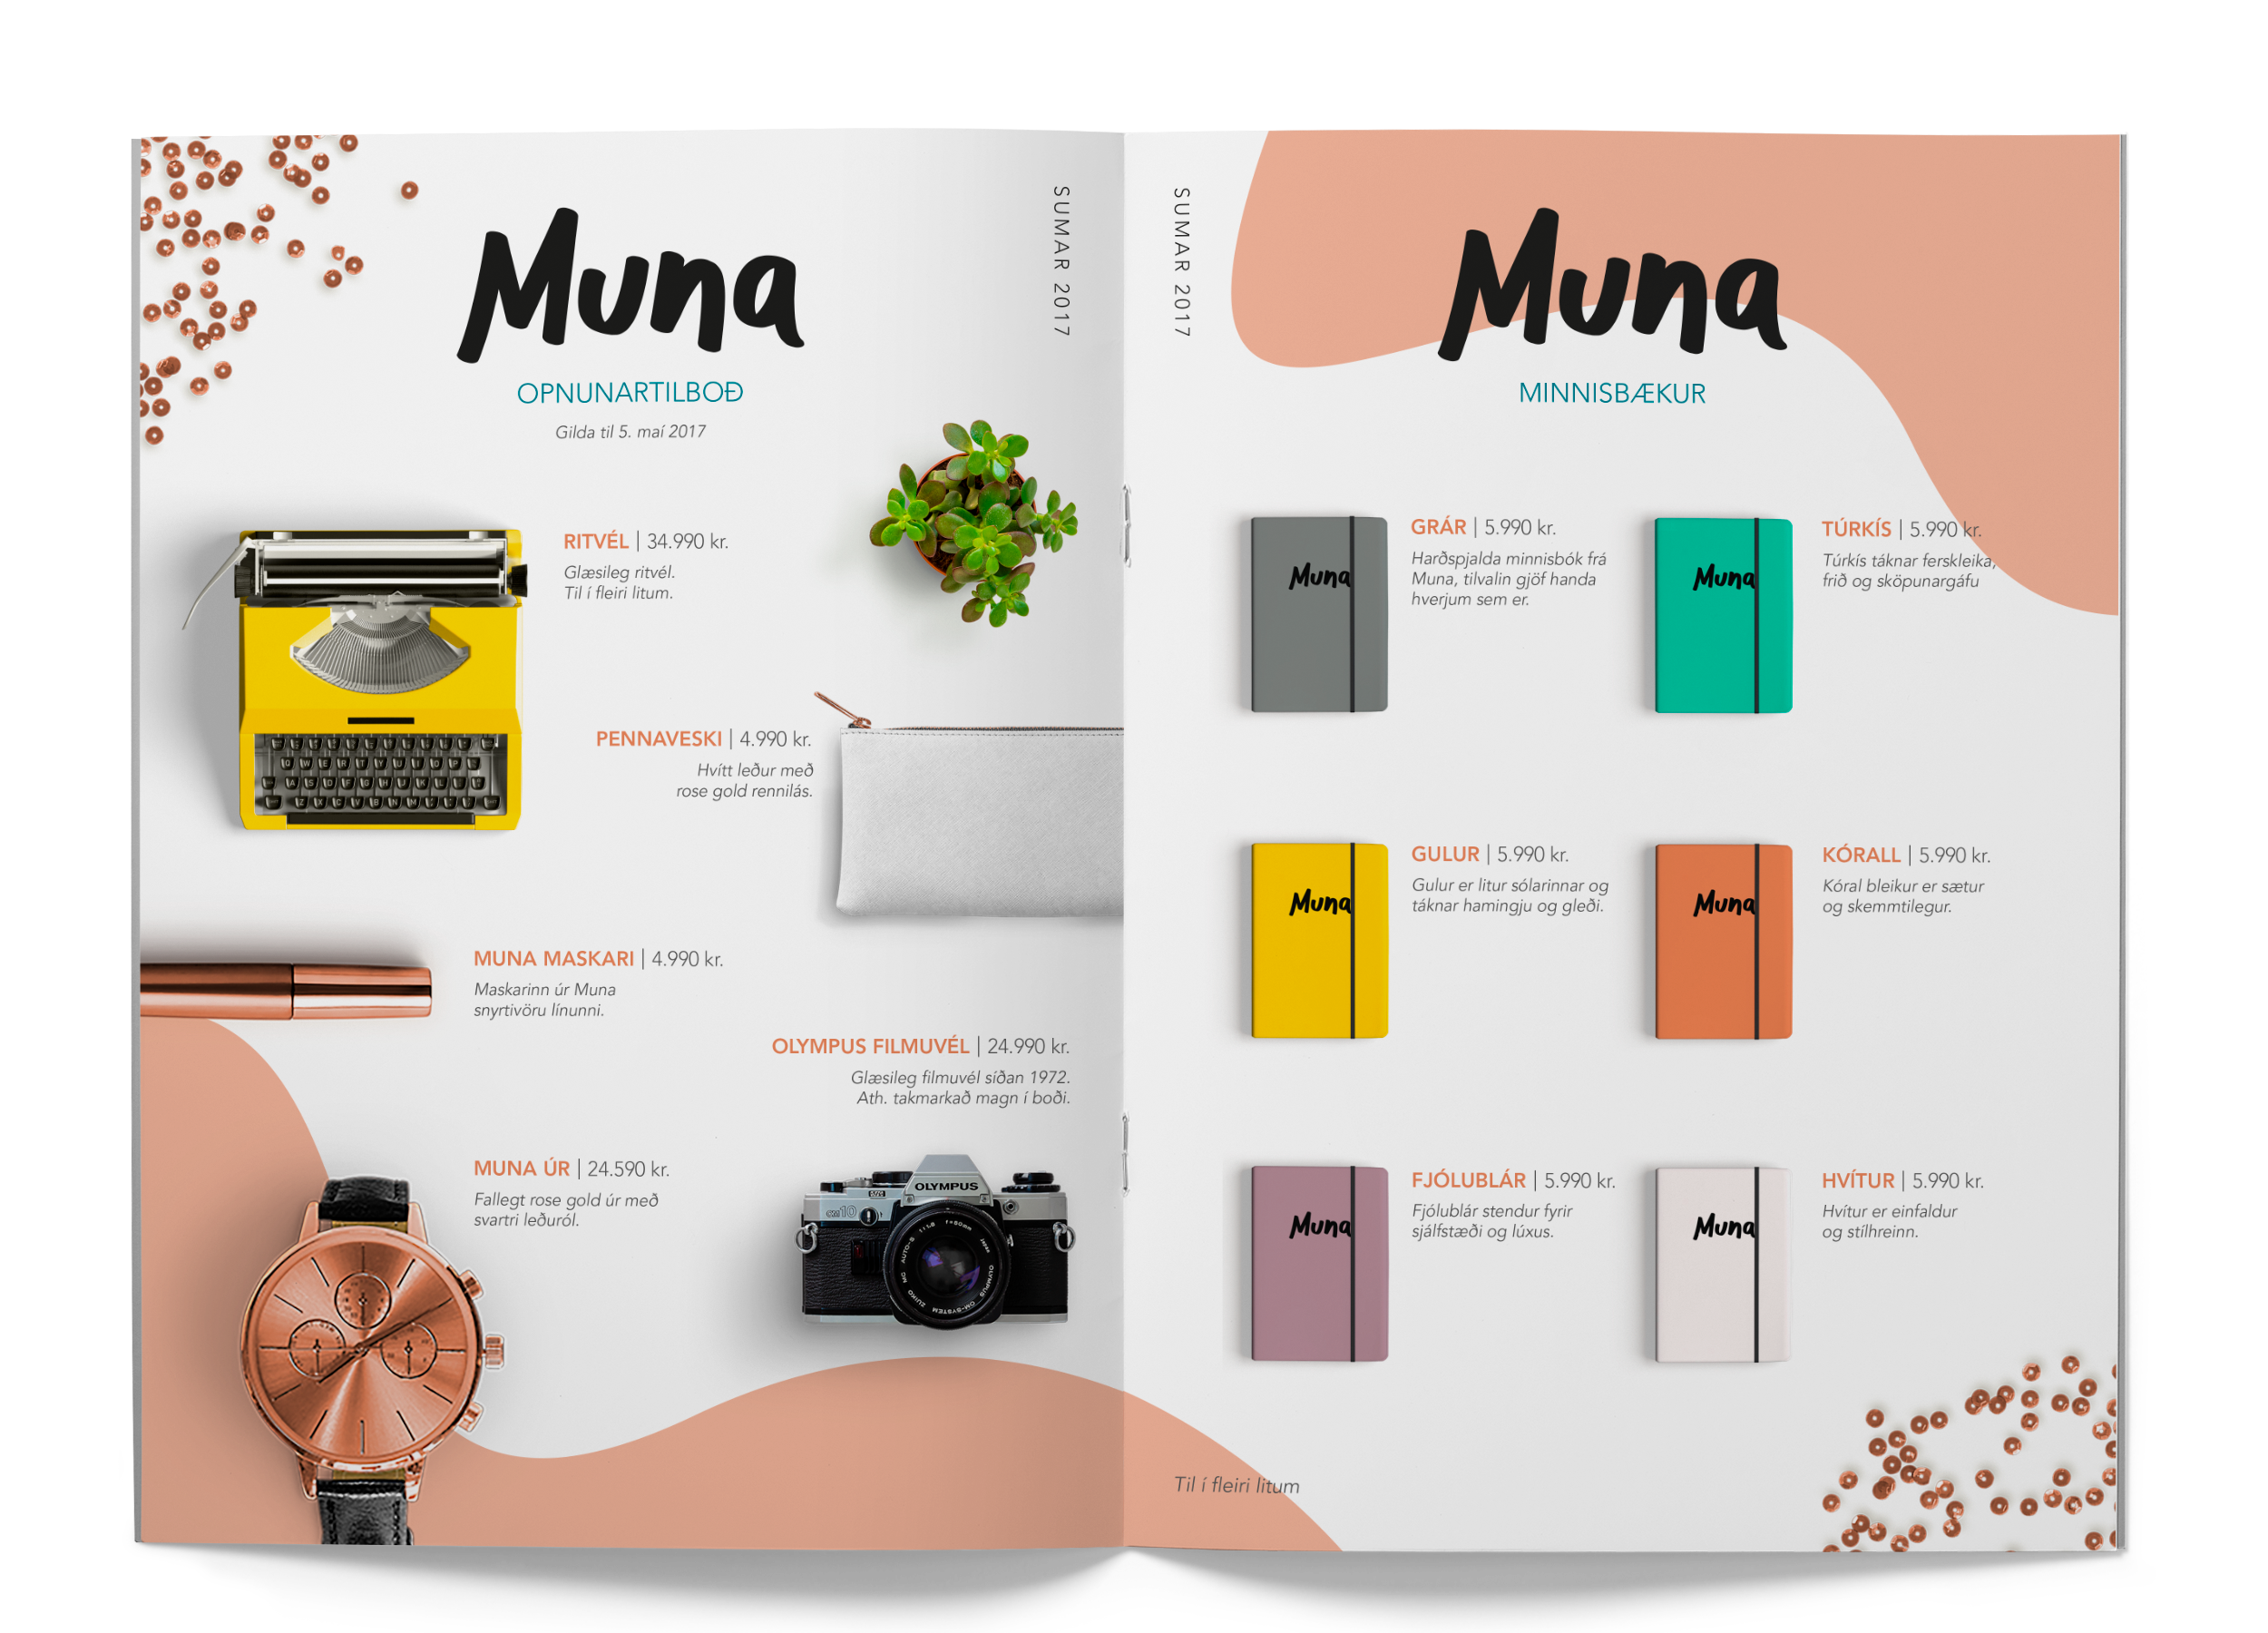 Muna
OPNUNARTILBOÐ
Gilda til 5. maí 2017
SUMAR 2017
RITVÉL | 34.990 kr.
Glæsileg ritvél.
Til í fleiri litum.
PENNAVESKI | 4.990 kr.
Hvítt leður með
rose gold rennilás.
MUNA MASKARI | 4.990 kr.
Maskarinn úr Muna
snyrtivöru línunni.
OLYMPUS FILMUVÉL | 24.990 kr.
Glæsileg filmuvél síðan 1972.
Ath. takmarkað magn í boði.
MUNA ÚR | 24.590 kr.
Fallegt rose gold úr með
svartri leðuról.
OLYMPUS
SUMAR 2017
Muna
MINNISBÆKUR
Muna
GRÁR | 5.990 kr.
Harðspjalda minnisbók frá
Muna, tilvalin gjöf handa
hverjum sem er.
Muna
TÚRKÍS | 5.990 kr.
Túrkís táknar ferskleika,
frið og sköpunargáfu
Muna
GULUR | 5.990 kr.
Gulur er litur sólarinnar og
táknar hamingju og gleði.
Muna
KÓRALL | 5.990 kr.
Kóral bleikur er sætur
og skemmtilegur.
Muna
FJÓLUBLÁR | 5.990 kr.
Fjólublár stendur fyrir
sjálfstæði og lúxus.
Muna
HVÍTUR | 5.990 kr.
Hvítur er einfaldur
og stílhreinn.
Til í fleiri litum